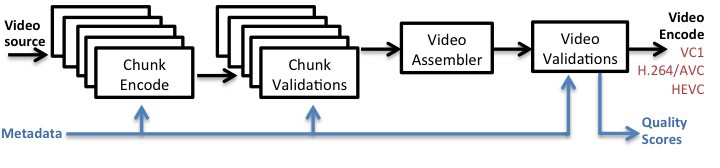 Video
source
Chunk
Encode
Chunk
Validations
Video
Assembler
Video
Validations
Video
Encode
VC1
H.264/AVC
HEVC
Metadata
Quality
Scores